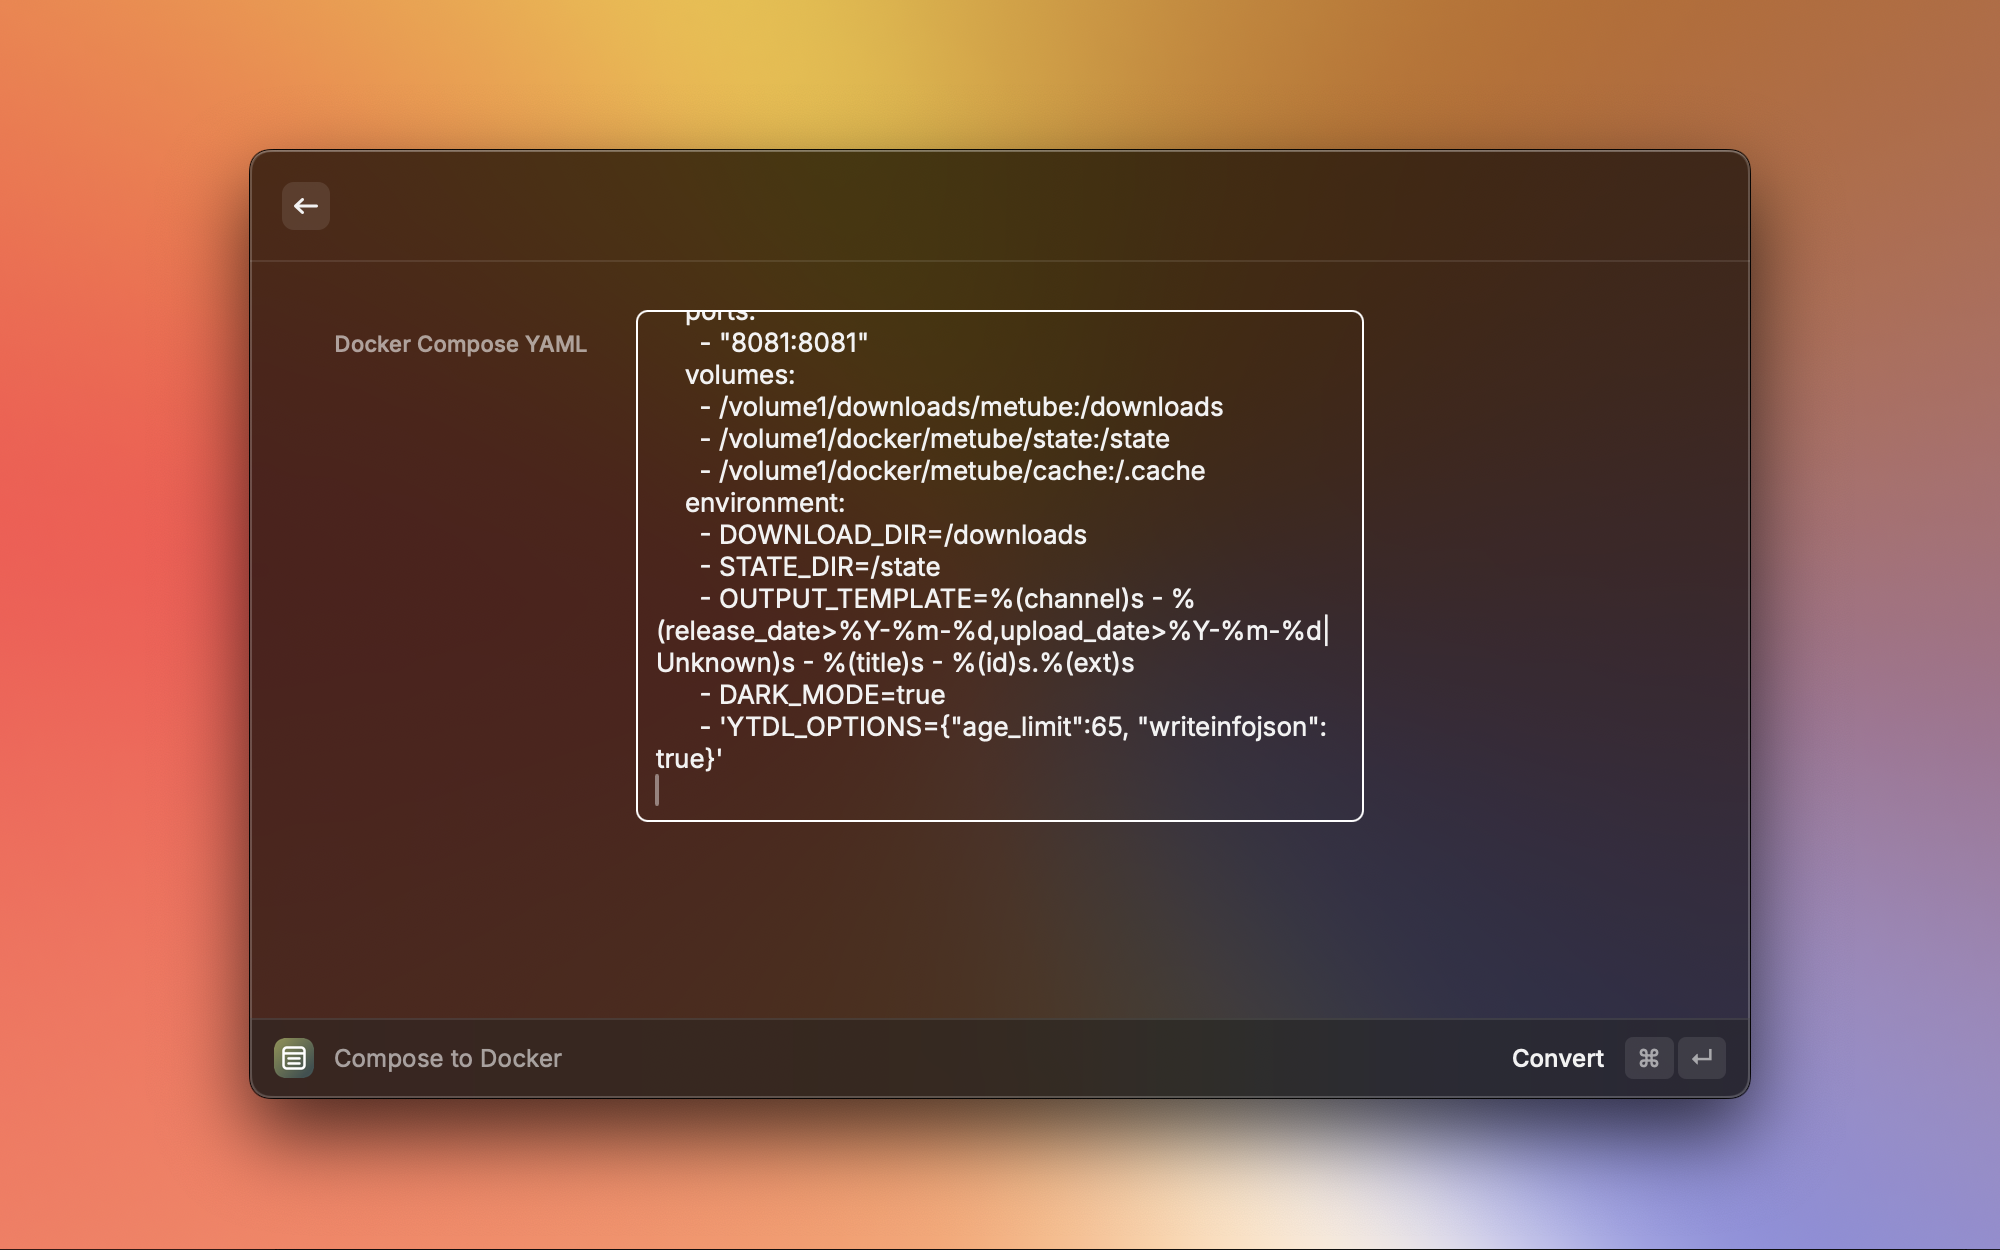 ports:
Docker Compose YAML
- "8081:8081"
volumes:
- /volume1/downloads/metube:/downloads
- /volume1/docker/metube/state:/state
- /volume1/docker/metube/cache:/.cache
environment:
- DOWNLOAD_DIR=/downloads
- STATE_DIR=/state
- OUTPUT_TEMPLATE=%(channel)s - %
(release_date>%Y-%m-%d,upload_date>%Y-%m-%d|
Unknown)s - %(title)s - %(id)s.%(ext)s
- DARK_MODE=true
- 'YTDL_OPTIONS={"age_limit":65, "writeinfojson":
true}'
Compose to Docker
Convert ⌘ ↵